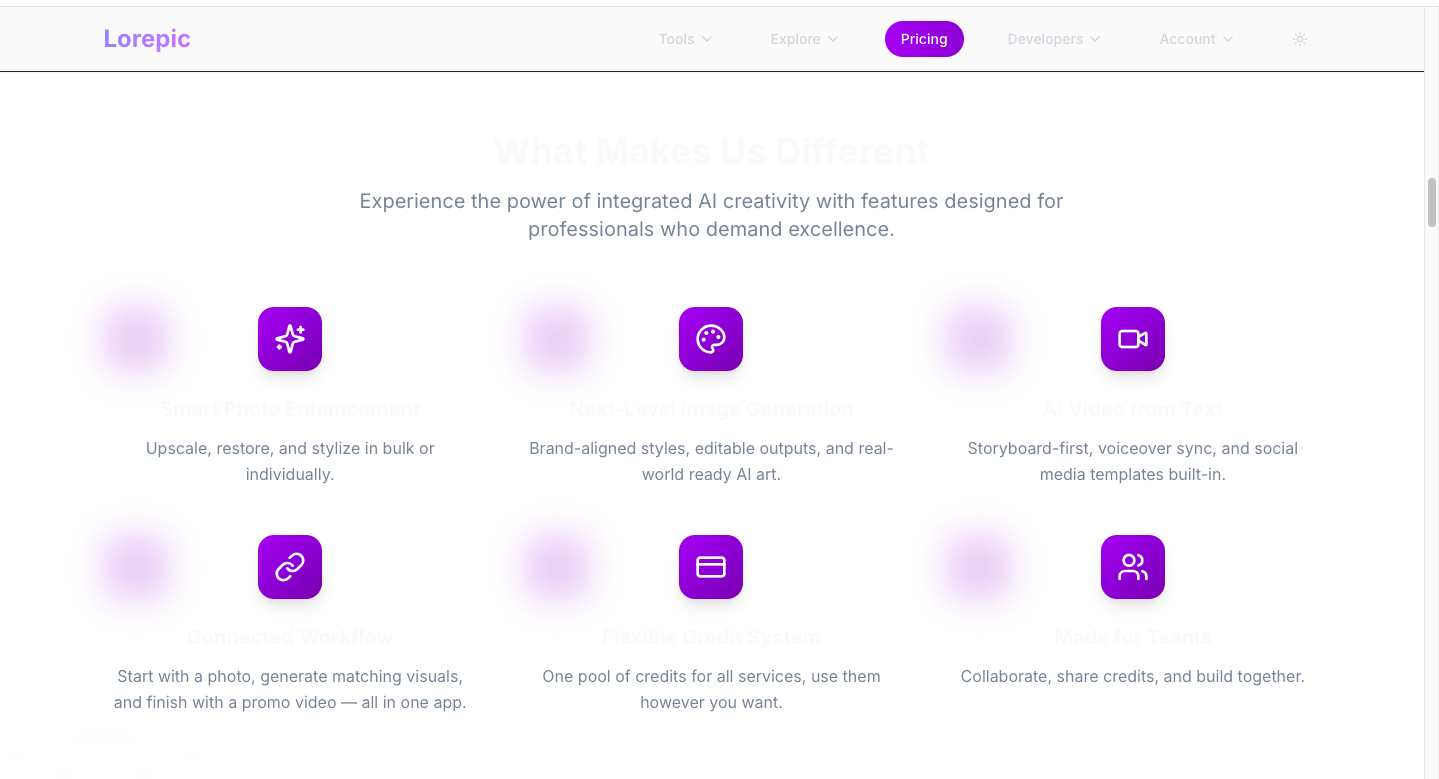 Lorepic
Tools
Explore
Pricing
Developers
Account
What Makes Us Different
Experience the power of integrated AI creativity with features designed for
professionals who demand excellence.
Smart Photo Enhancement
Next-Level Image Generation
AI Video from Text
Upscale, restore, and stylize in bulk or
individually.
Brand-aligned styles, editable outputs, and real-
world ready AI art.
Storyboard-first, voiceover sync, and social
media templates built-in.
Connected Workflow
Flexible Credit System
Made for Teams
Start with a photo, generate matching visuals,
and finish with a promo video — all in one app.
One pool of credits for all services, use them
however you want.
Collaborate, share credits, and build together.